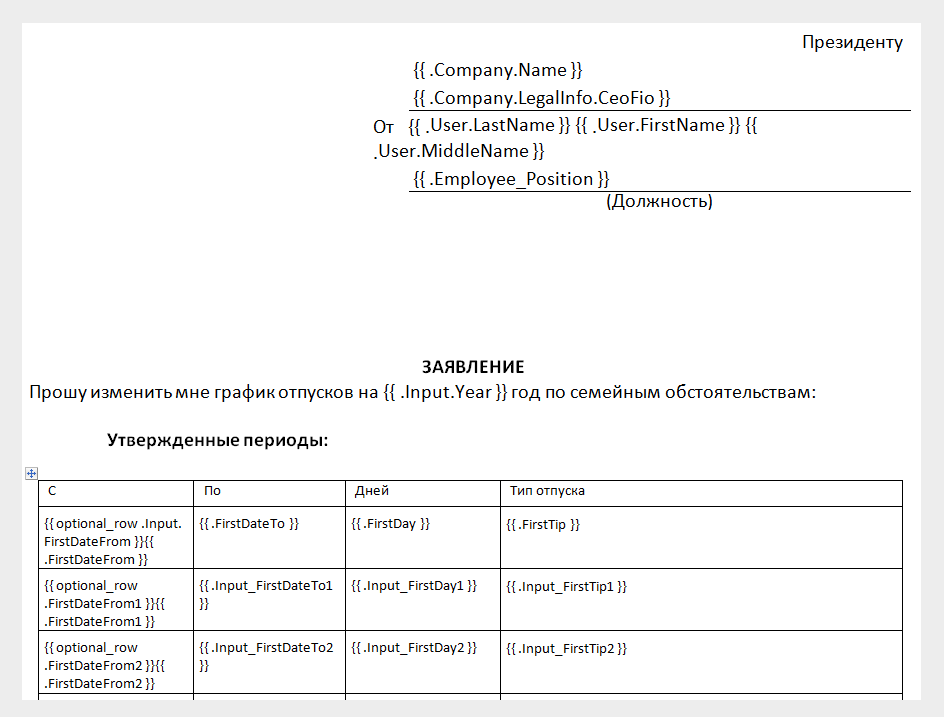 Президенту
{{ .Company.Name }}
{{ .Company.LegalInfo.CeoFio }}
От {{ .User.LastName }} {{ .User.FirstName }} {{
.User.MiddleName }}
{{ .Employee_Position }}
(Должность)
ЗАЯВЛЕНИЕ
Прошу изменить мне график отпусков на {{ .Input.Year }} год по семейным обстоятельствам:
Утвержденные периоды:
С По Дней Тип отпуска
{{ optional_row .Input. {{ .FirstDateTo }} {{ .FirstDay }} {{ .FirstTip }}
FirstDateFrom }}{{
.FirstDateFrom }}
{{ optional_row {{ .Input_FirstDateTo1 {{ .Input_FirstDay1 }} {{ .Input_FirstTip1 }}
.FirstDateFrom1 }}{{ }}
.FirstDateFrom1 }}
{{ optional_row {{ .Input_FirstDateTo2 {{ .Input_FirstDay2 }} {{ .Input_FirstTip2 }}
.FirstDateFrom2 }}{{ }}
.FirstDateFrom2 }}